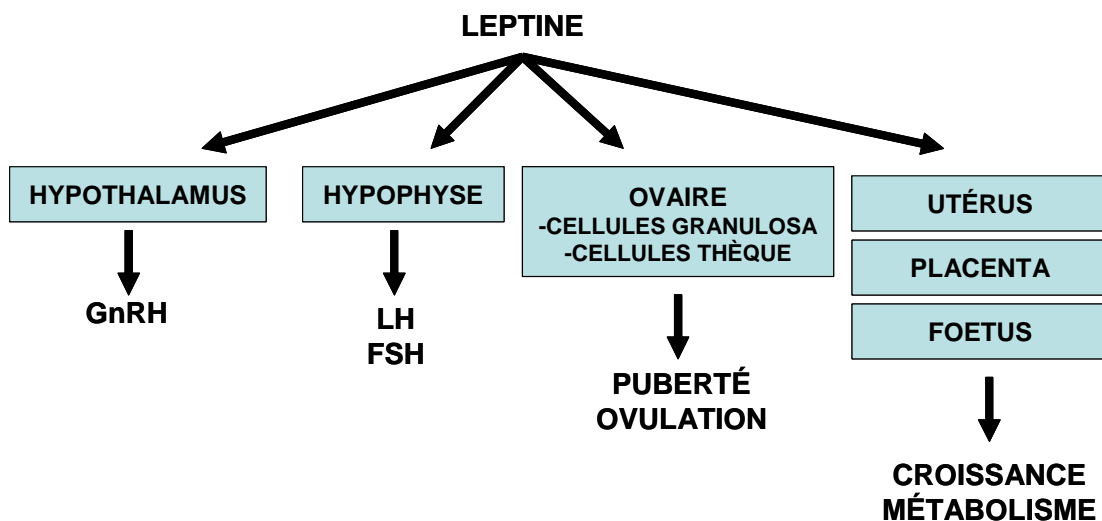 LEPTINE
HYPOTHALAMUS
GnRH
HYPOPHYSE
LH
FSH
OVAIRE
-CELLULES GRANULOSA
-CELLULES THÈQUE
PUBERTÉ
OVULATION
UTÉRUS
PLACENTA
FOETUS
CROISSANCE
MÉTABOLISME